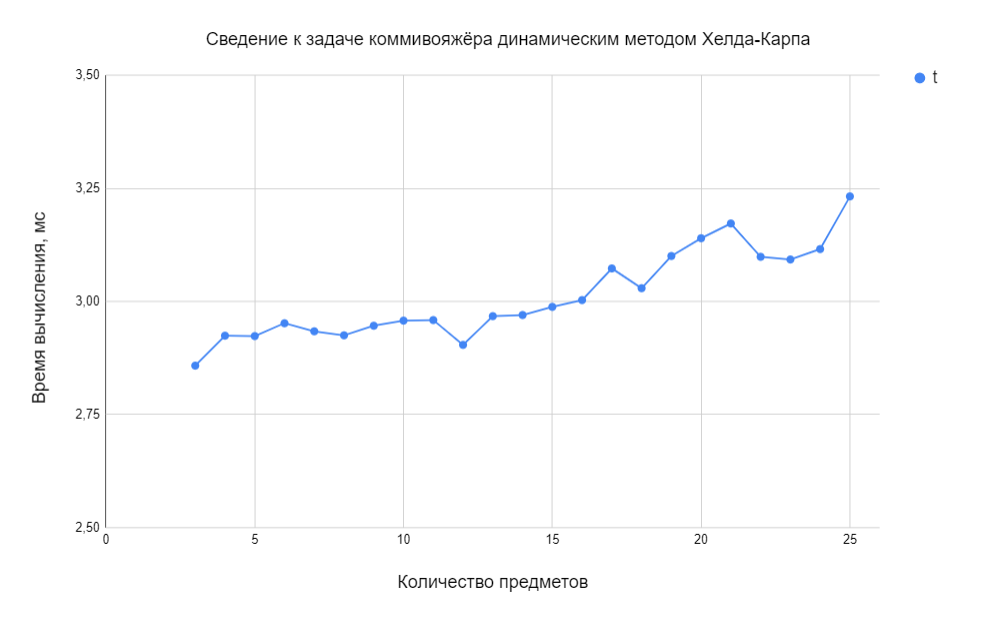 Сведение к задаче коммивояжёра динамическим методом Хелда-Карпа
t
Время вычисления, мс
3,50
3,25
3,00
2,75
2,50
0 5 10 15 20 25
Количество предметов